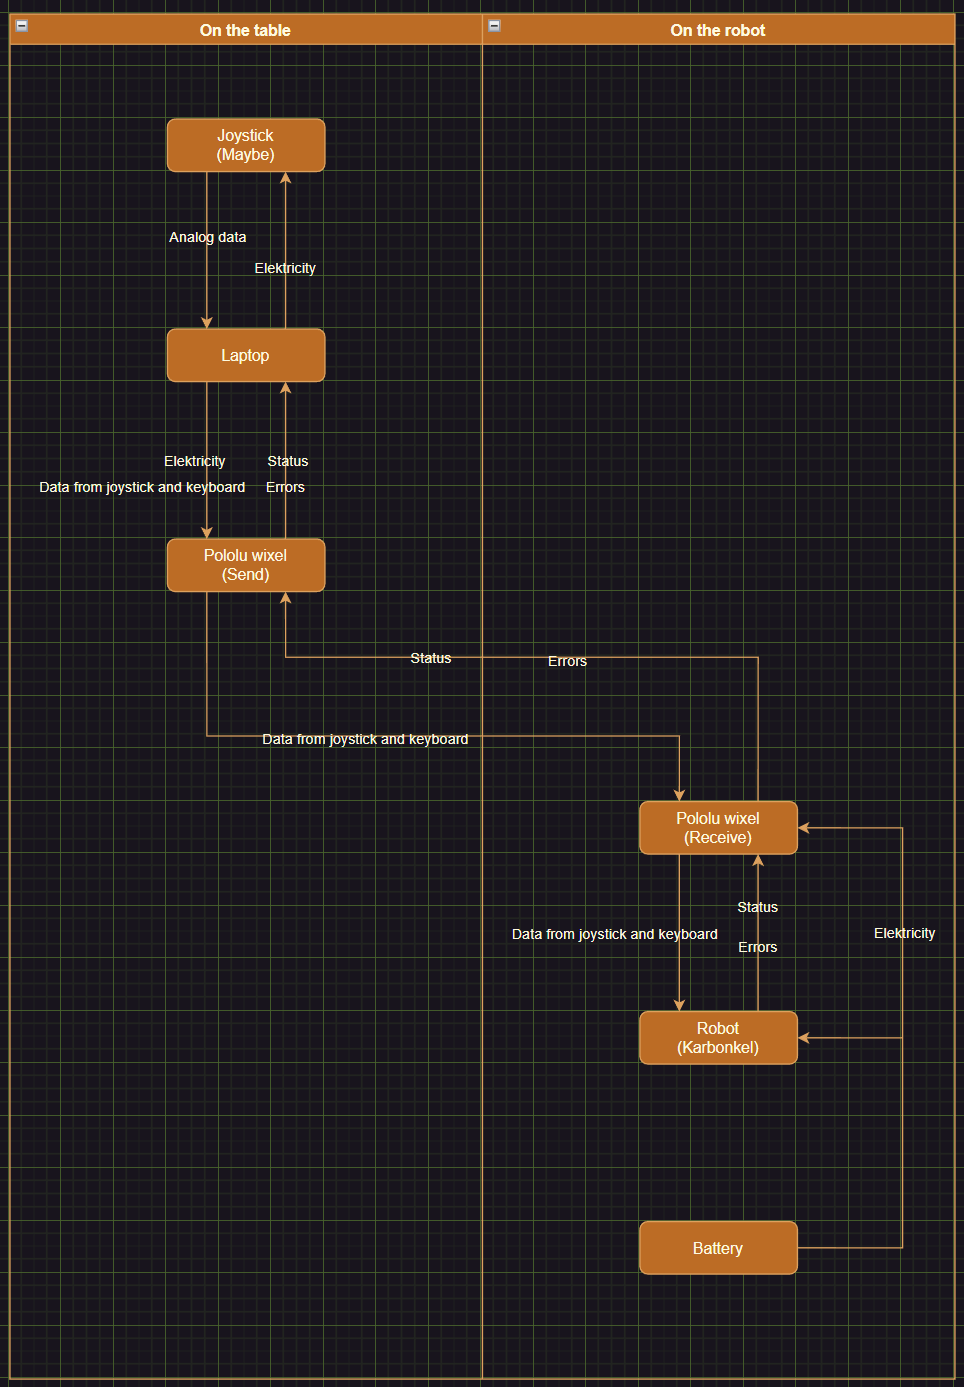 On the table
On the robot
Joystick
(Maybe)
Analog data
Elektricity
Laptop
Elektricity
Status
Data from joystick and keyboard
Errors
Pololu wixel
(Send)
Status
Errors
Data from joystick and keyboard
Pololu wixel
(Receive)
Status
Data from joystick and keyboard
Elektricity
Errors
Robot
(Karbonkel)
Battery